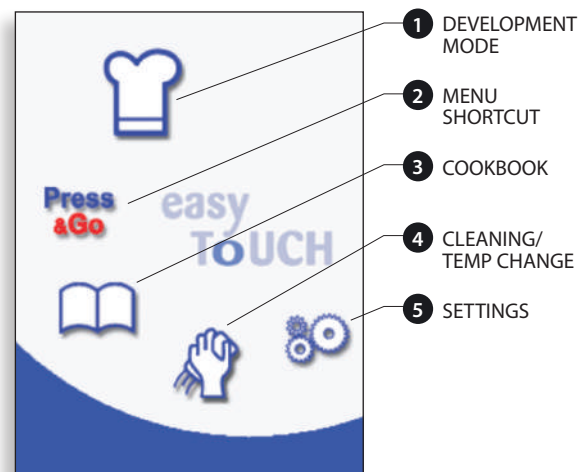 1 DEVELOPMENT
MODE
2 MENU
SHORTCUT
3 COOKBOOK
4 CLEANING/
TEMP CHANGE
5 SETTINGS
Press
&Go
easy
ToUCH